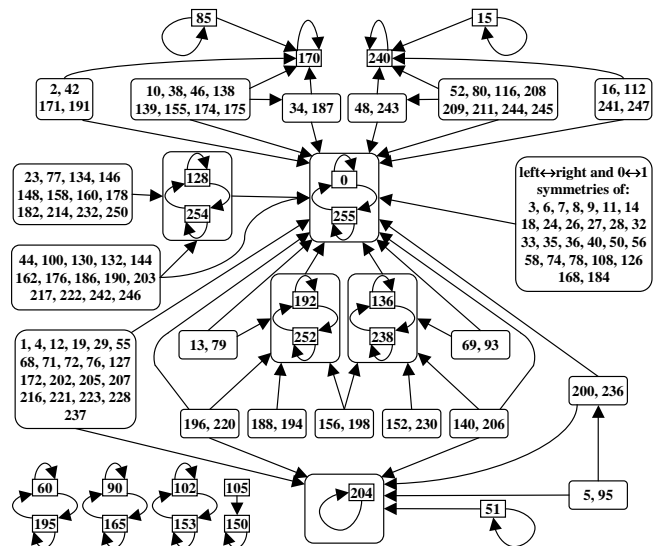 85
15
170
240
2, 42
171, 191
10, 38, 46, 138
139, 155, 174, 175
34, 187
48, 243
52, 80, 116, 208
209, 211, 244, 245
16, 112
241, 247
23, 77, 134, 146
148, 158, 160, 178
182, 214, 232, 250
128
254
0
255
left↔right and 0↔1
symmetries of:
3, 6, 7, 8, 9, 11, 14
18, 24, 26, 27, 28, 32
33, 35, 36, 40, 50, 56
58, 74, 78, 108, 126
168, 184
44, 100, 130, 132, 144
162, 176, 186, 190, 203
217, 222, 242, 246
192
252
136
238
13, 79
69, 93
1, 4, 12, 19, 29, 55
68, 71, 72, 76, 127
172, 202, 205, 207
216, 221, 223, 228
237
200, 236
196, 220
188, 194
156, 198
152, 230
140, 206
60
195
90
165
102
153
105
150
204
51
5, 95